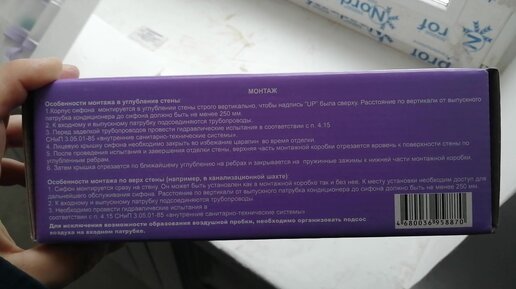 Nord
prof
prof
МОНТАЖ
Особенности монтажа в углубление стены:
1.Корпус сифона монтируется в углублении стены строго вертикально, чтобы надпись "UP" была сверху. Расстояние по вертикали от выпускного
патрубка кондиционера до сифона должно быть не менее 250 мм.
2. К входному и выпускному патрубку подсоединяются трубопроводы.
3. Перед заделкой трубопроводов провести гидравлические испытания в соответствии с п. 4.15
СНиП 3.05.01-85 «внутренние санитарно-технические системы»
4. Лицевую крышку сифона необходимо закрыть во избежание царапин во время отделки.
5. После проведения испытания и завершения отделки стены, верхняя часть монтажной коробки отрезается вровень к поверхности стены по
углубленным ребрам.
6. Затем крышка отрезается по ближайшему углублению на ребрах и закрывается на пружинные зажимы к нижней части монтажной коробки.
Особенности монтажа по верх стены (например, в канализационной шахте):
1: Сифон монтируется сразу на стену. Он может быть установлен как в монтажной коробке так и без нее. К месту установки необходим доступ для
дальнейшего обслуживания сифона. Расстояние по вертикали от выпускного патрубка кондиционера до сифона должно быть не менее 250 мм.
2. К входному и выпускному патрубку подсоединяются трубопроводы.
3. Необходимо провести гидравлические испытания в
соответствии с п. 4.15 СНиП 3.05.01-85 «внутренние санитарно-технические системы»
Для исключения возможности образования воздушной пробки, необходимо организовать подсос
воздуха на входном патрубке.
4 680036 958870